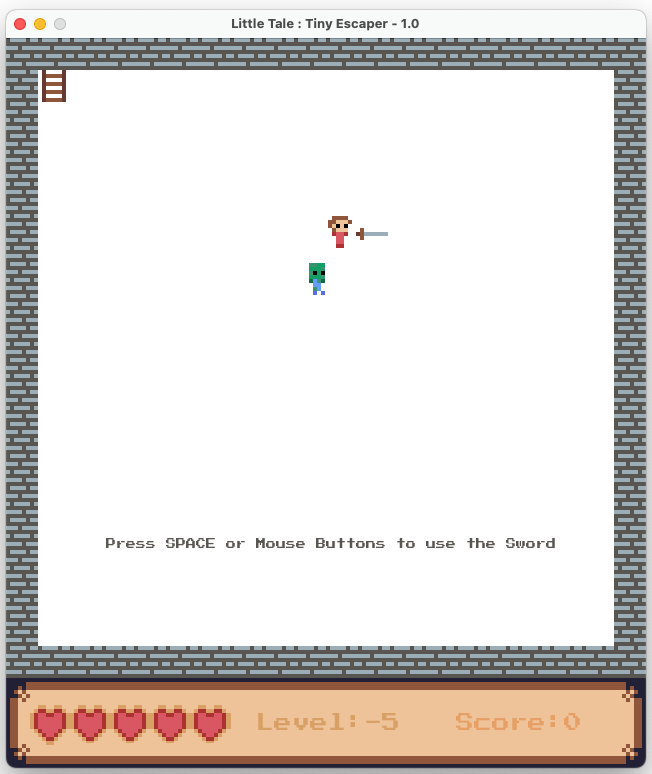 Little Tale : Tiny Escaper - 1.0
Press SPACE or Mouse Buttons to use the Sword
Level:-5 Score:0